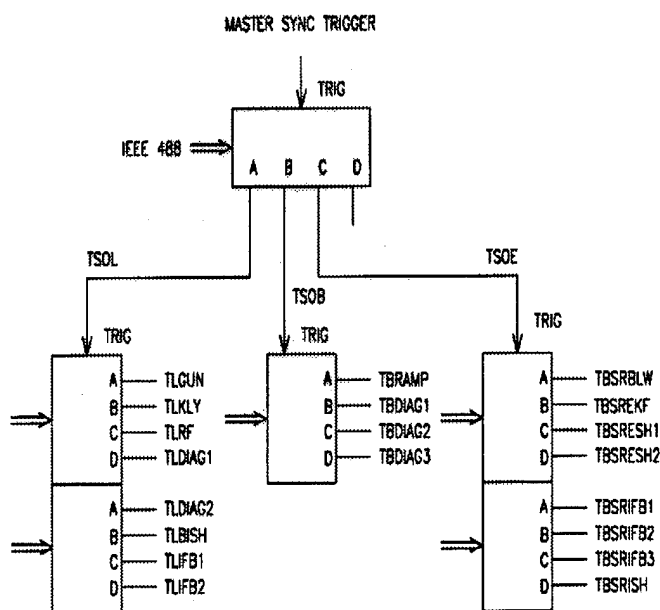 MASTER SYNC TRIGGER
TRIG
IEEE 488
A B C D
TSOL
TSOB
TSOE
TRIG
A TLGUN
B TLKLY
C TLRF
D TLDIAG1
A TLDIAG2
B TLBISH
C TLIFB1
D TLIFB2
TRIG
A TBRAMP
B TBDIAG1
C TBDIAG2
D TBDIAG3
TRIG
A TBSRBLW
B TBSREKF
C TBSRESH1
D TBSRESH2
A TBSRIFB1
B TBSRIFB2
C TBSRIFB3
D TBSRISH